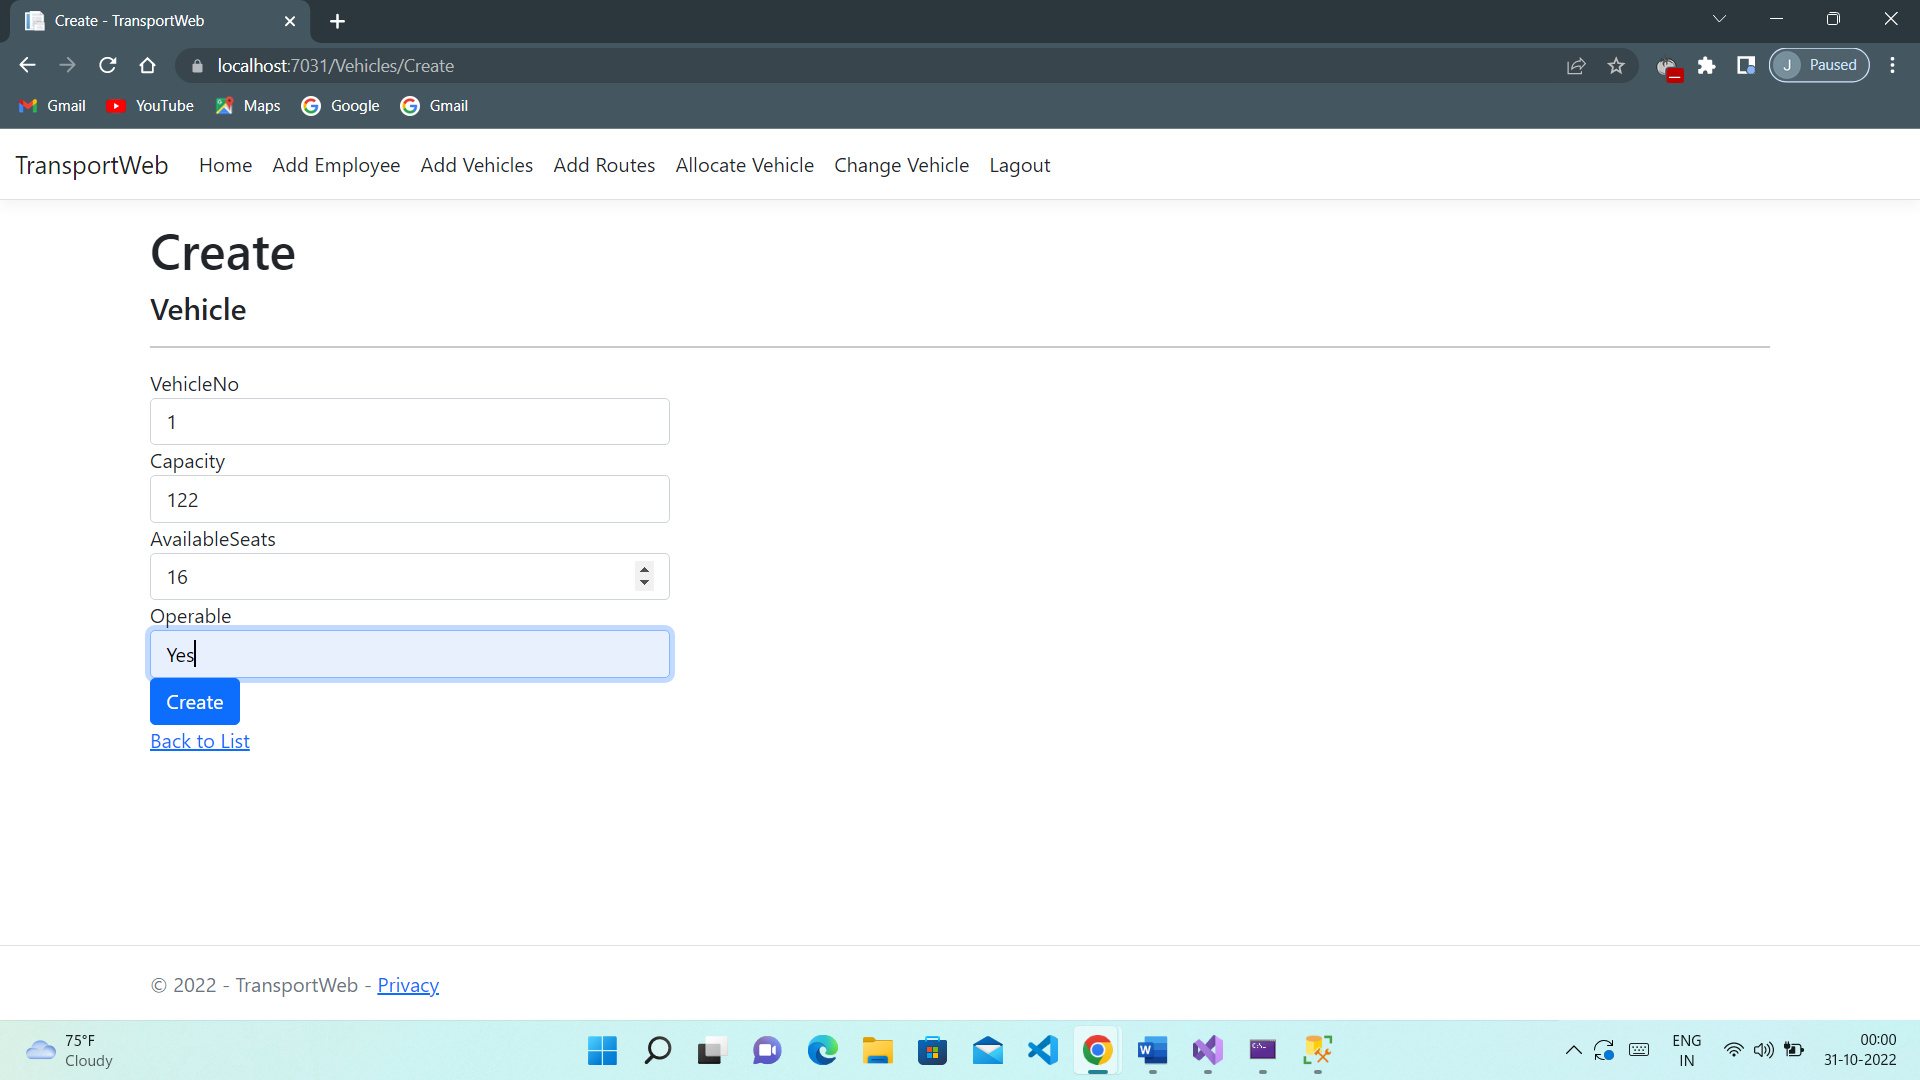 Create - TransportWeb
localhost:7031/Vehicles/Create
J Paused
Gmail YouTube Maps Google Gmail
TransportWeb Home Add Employee Add Vehicles Add Routes Allocate Vehicle Change Vehicle Lagout
Create
Vehicle
VehicleNo
1
Capacity
122
AvailableSeats
16
Operable
Yes
Create
Back to List
© 2022 - TransportWeb - Privacy
75°F
Cloudy
ENG
IN
00:00
31-10-2022